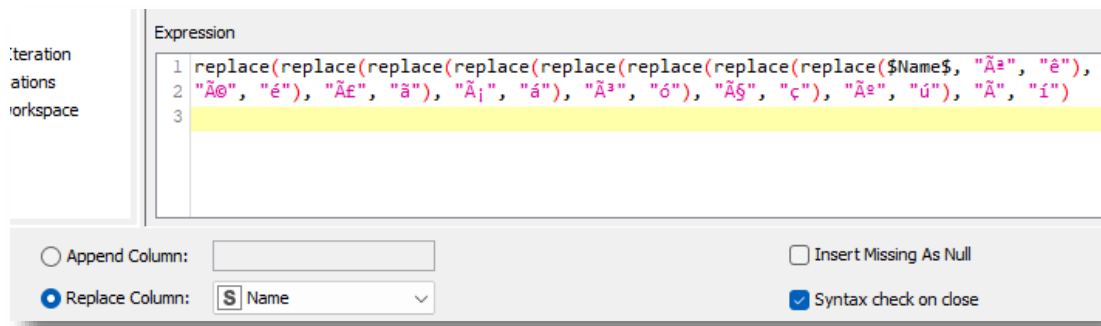 Expression
Iteration
ations
workspace
1 replace(replace(replace(replace(replace(replace(replace(replace($Name$, "Ãª", "ê"),
2 "Ã©", "é"), "Ã£", "ã"), "Ã¡", "á"), "Ã³", "ó"), "Ã§", "ç"), "Ãº", "ú"), "Ã", "í")
3
Append Column:
Insert Missing As Null
Replace Column: S Name
Syntax check on close